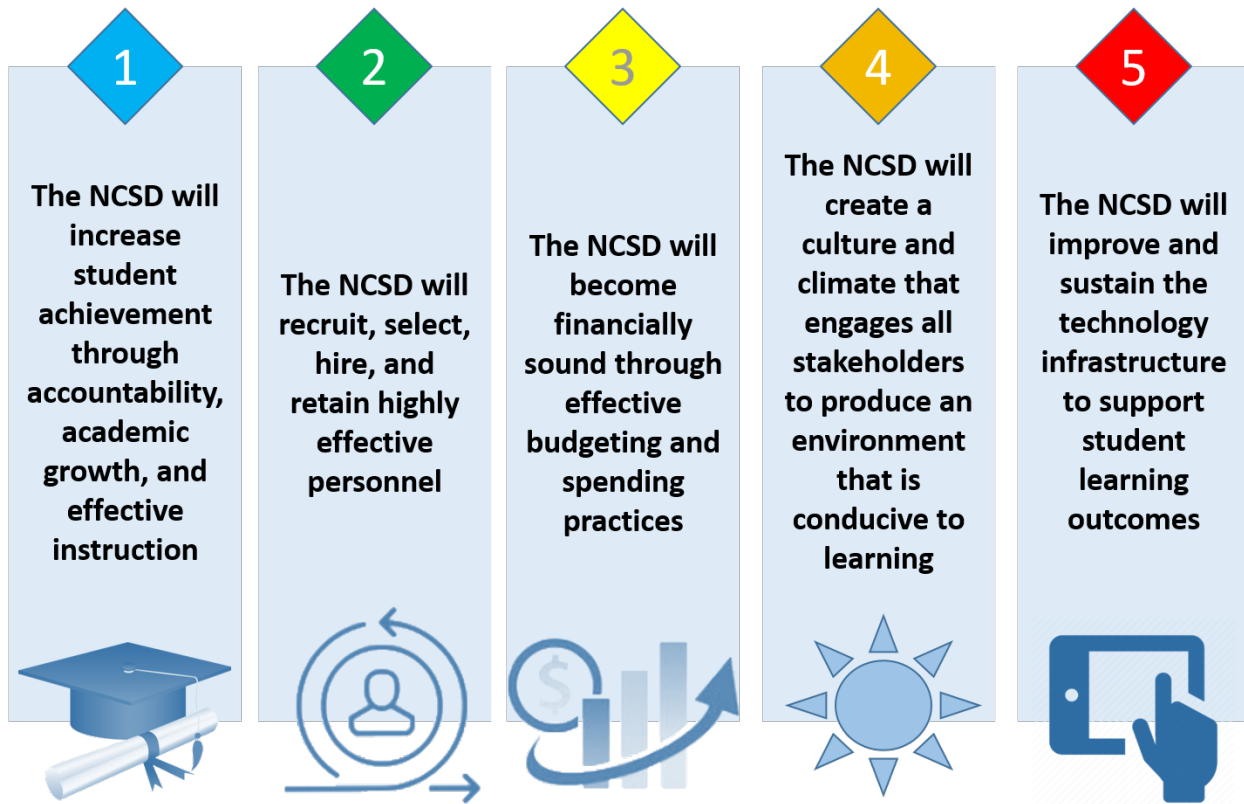 1
The NCSD will
increase
student
achievement
through
accountability,
academic
growth, and
effective
instruction
2
The NCSD will
recruit, select,
hire, and
retain highly
effective
personnel
3
The NCSD will
become
financially
sound through
effective
budgeting and
spending
practices
$
4
The NCSD will
create a
culture and
climate that
engages all
stakeholders
to produce an
environment
that is
conducive to
learning
5
The NCSD will
improve and
sustain the
technology
infrastructure
to support
student
learning
outcomes